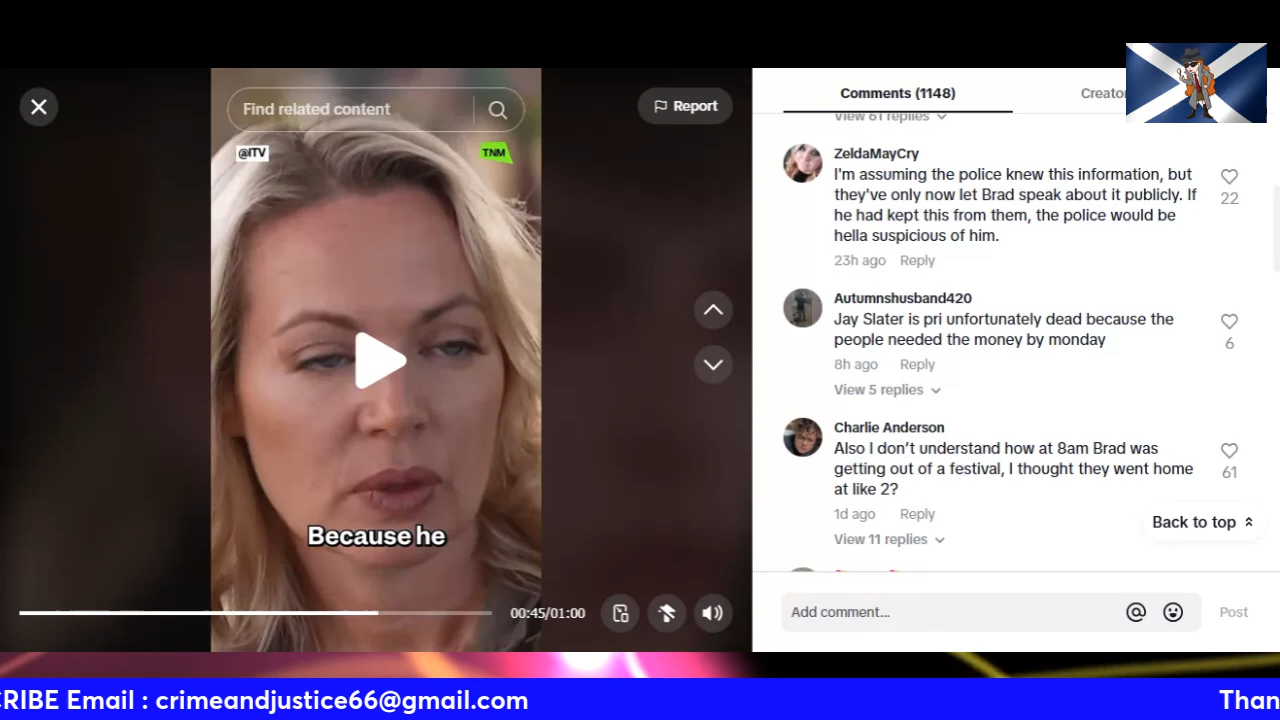 Find related content
Report
@ITV
TNM
Because he
00:45/01:00
Comments (1148)
Creator
View 61 replies
ZeldaMayCry
I'm assuming the police knew this information, but
they've only now let Brad speak about it publicly. If
he had kept this from them, the police would be
hella suspicious of him.
22
23h ago Reply
Autumnshusband420
Jay Slater is pri unfortunately dead because the
people needed the money by monday
6
8h ago Reply
View 5 replies
Charlie Anderson
Also I don't understand how at 8am Brad was
getting out of a festival, I thought they went home
at like 2?
61
1d ago Reply
View 11 replies
Back to top
Add comment...
Post
CRIBE Email : crimeandjustice66@gmail.com
Than